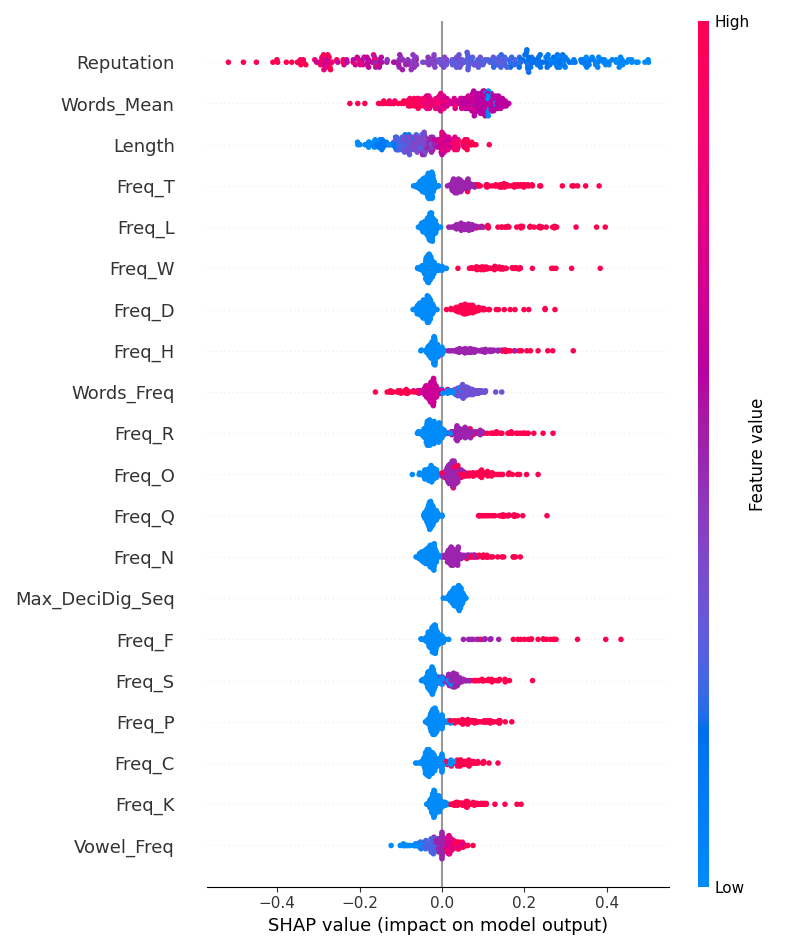 High
Reputation
Words_Mean
Length
Freq_T
Freq_L
Freq_W
Freq_D
Freq_H
Words_Freq
Freq_R
Freq_O
Freq_Q
Freq_N
Max_DeciDig_Seq
Freq_F
Freq_S
Freq_P
Freq_C
Freq_K
Vowel_Freq
Feature value
Low
−0.4 −0.2 0.0 0.2 0.4
SHAP value (impact on model output)